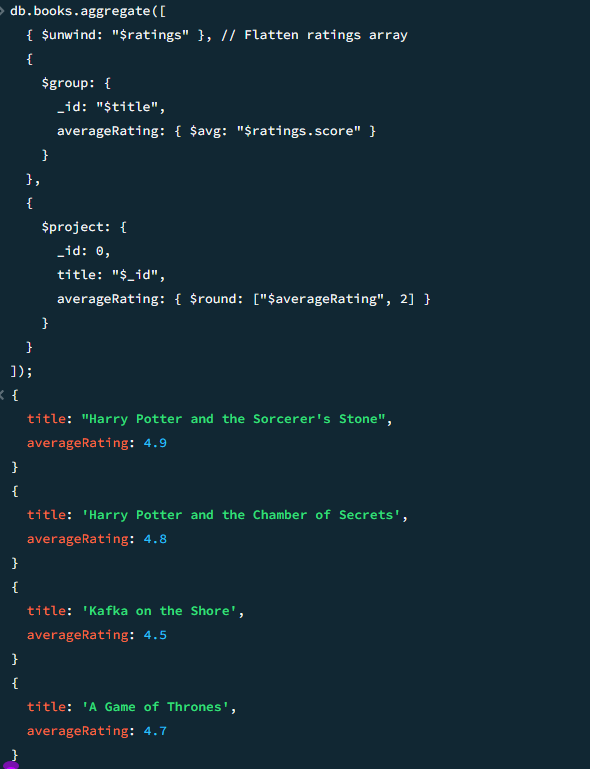 db.books.aggregate([
{ $unwind: "$ratings" }, // Flatten ratings array
{
$group: {
_id: "$title",
averageRating: { $avg: "$ratings.score" }
}
},
{
$project: {
_id: 0,
title: "$_id",
averageRating: { $round: ["$averageRating", 2] }
}
}
]);
{
title: "Harry Potter and the Sorcerer's Stone",
averageRating: 4.9
}
{
title: 'Harry Potter and the Chamber of Secrets',
averageRating: 4.8
}
{
title: 'Kafka on the Shore',
averageRating: 4.5
}
{
title: 'A Game of Thrones',
averageRating: 4.7
}